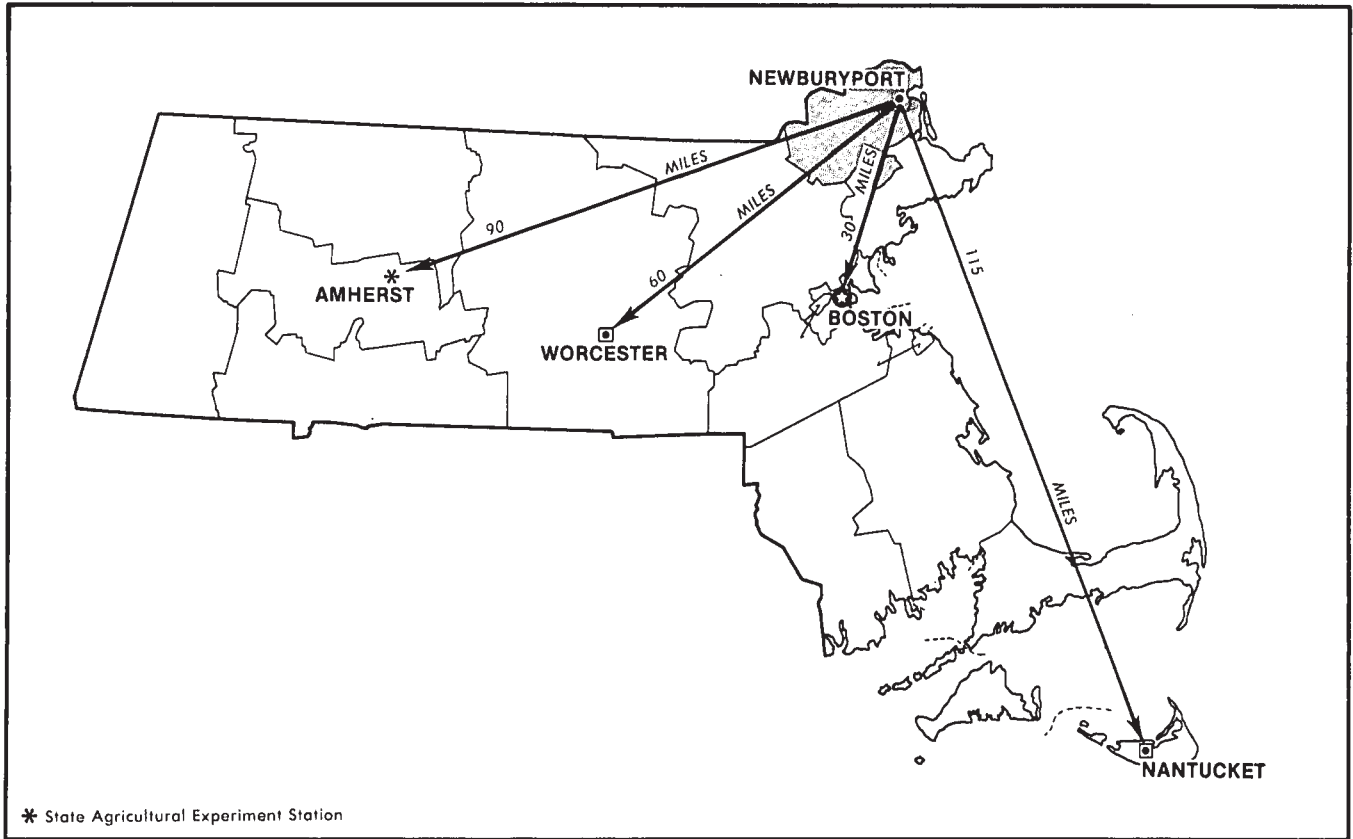 NEWBURYPORT
MILES
MILES
MILES
90
30
60
115
AMHERST
BOSTON
WORCESTER
MILES
NANTUCKET
* State Agricultural Experiment Station